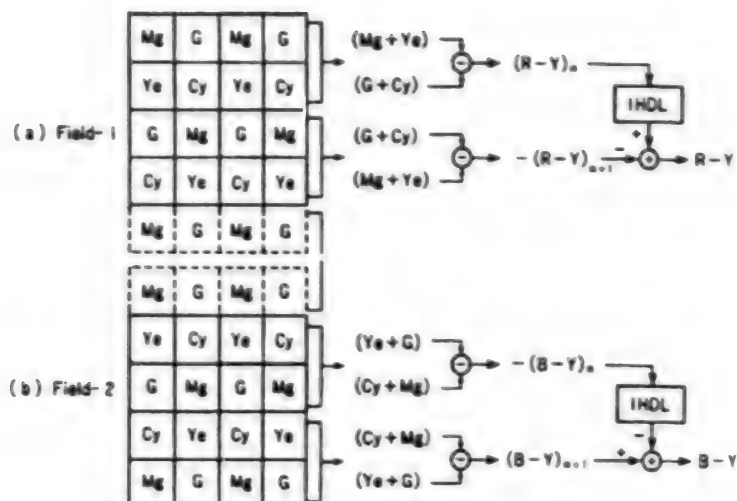 Mg G Mg G
(Mg+Ye)
(R-Y)ₙ
Ye Cy Ye Cy
(G+Cy)
1HDL
(a) Field-1
G Mg G Mg
(G+Cy)
+
-(R-Y)ₙ₊₁
-
R-Y
Cy Ye Cy Ye
(Mg+Ye)
Mg G Mg G
Mg G Mg G
Ye Cy Ye Cy
(Ye+G)
-(B-Y)ₙ
(b) Field-2
G Mg G Mg
(Cy+Mg)
1HDL
Cy Ye Cy Ye
(Cy+Mg)
-
(B-Y)ₙ₊₁
+
B-Y
Mg G Mg G
(Ye+G)